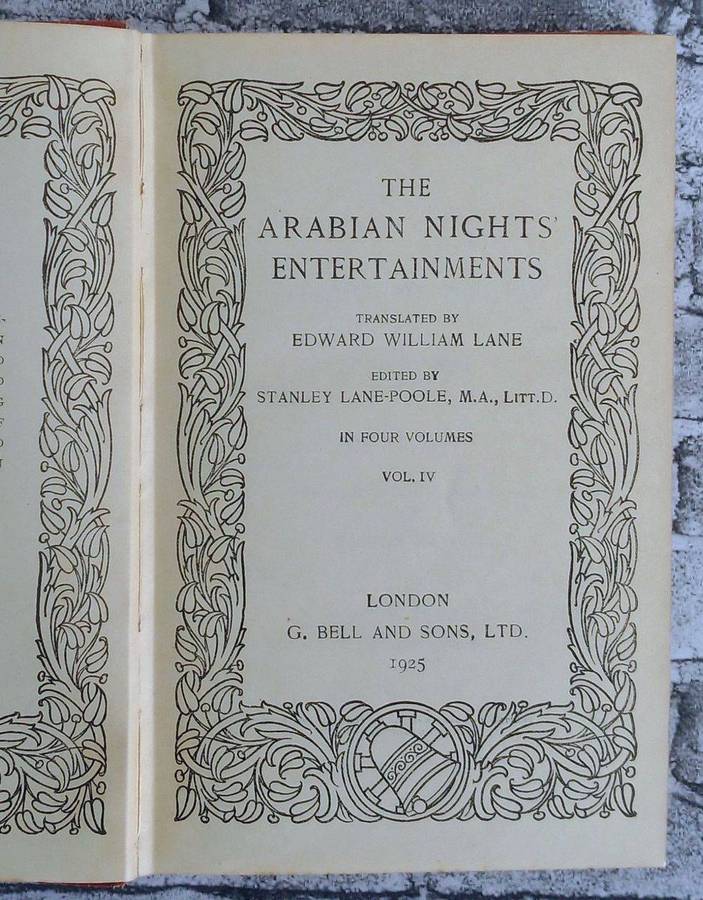 THE
ARABIAN NIGHTS'
ENTERTAINMENTS
TRANSLATED BY
EDWARD WILLIAM LANE
EDITED BY
STANLEY LANE-POOLE, M.A., LITT.D.
IN FOUR VOLUMES
VOL. IV
LONDON
G. BELL AND SONS, LTD.
1925